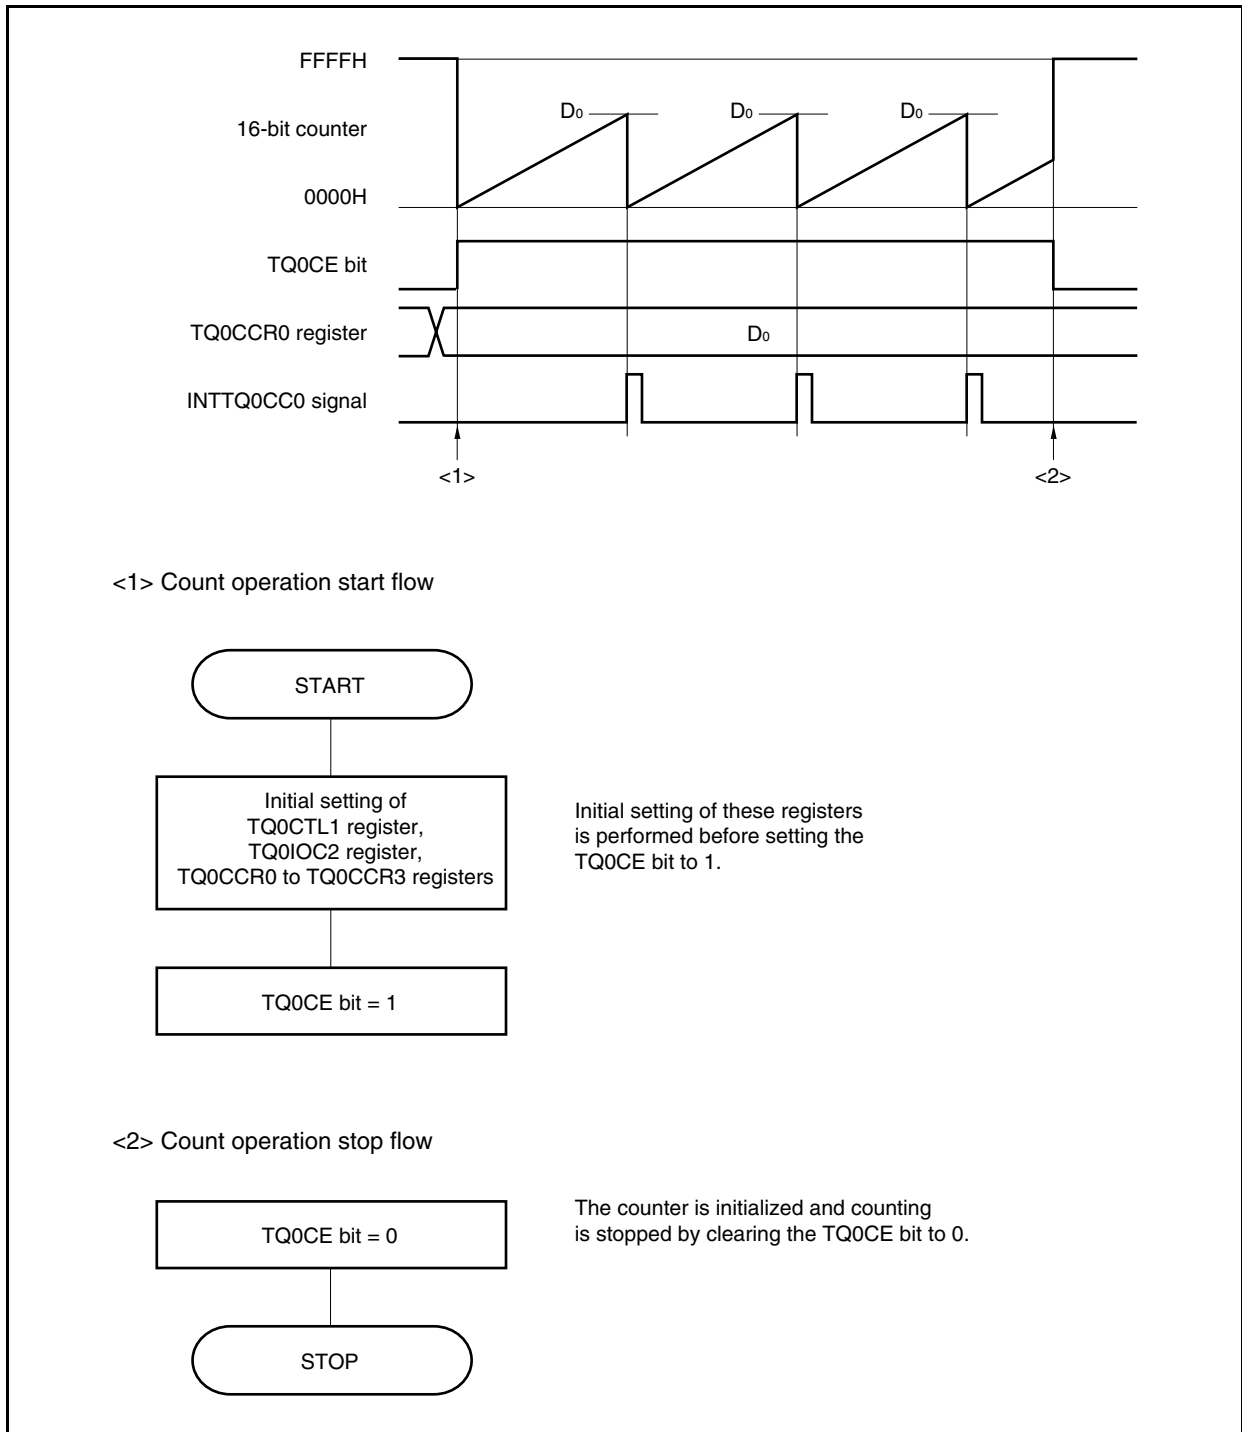 FFFFH
D0 D0 D0
16-bit counter
0000H
TQ0CE bit
TQ0CCR0 register D0
INTTQ0CC0 signal
<1> <2>
<1> Count operation start flow
START
Initial setting of
TQ0CTL1 register,
TQ0IOC2 register,
TQ0CCR0 to TQ0CCR3 registers
Initial setting of these registers
is performed before setting the
TQ0CE bit to 1.
TQ0CE bit = 1
<2> Count operation stop flow
TQ0CE bit = 0
The counter is initialized and counting
is stopped by clearing the TQ0CE bit to 0.
STOP